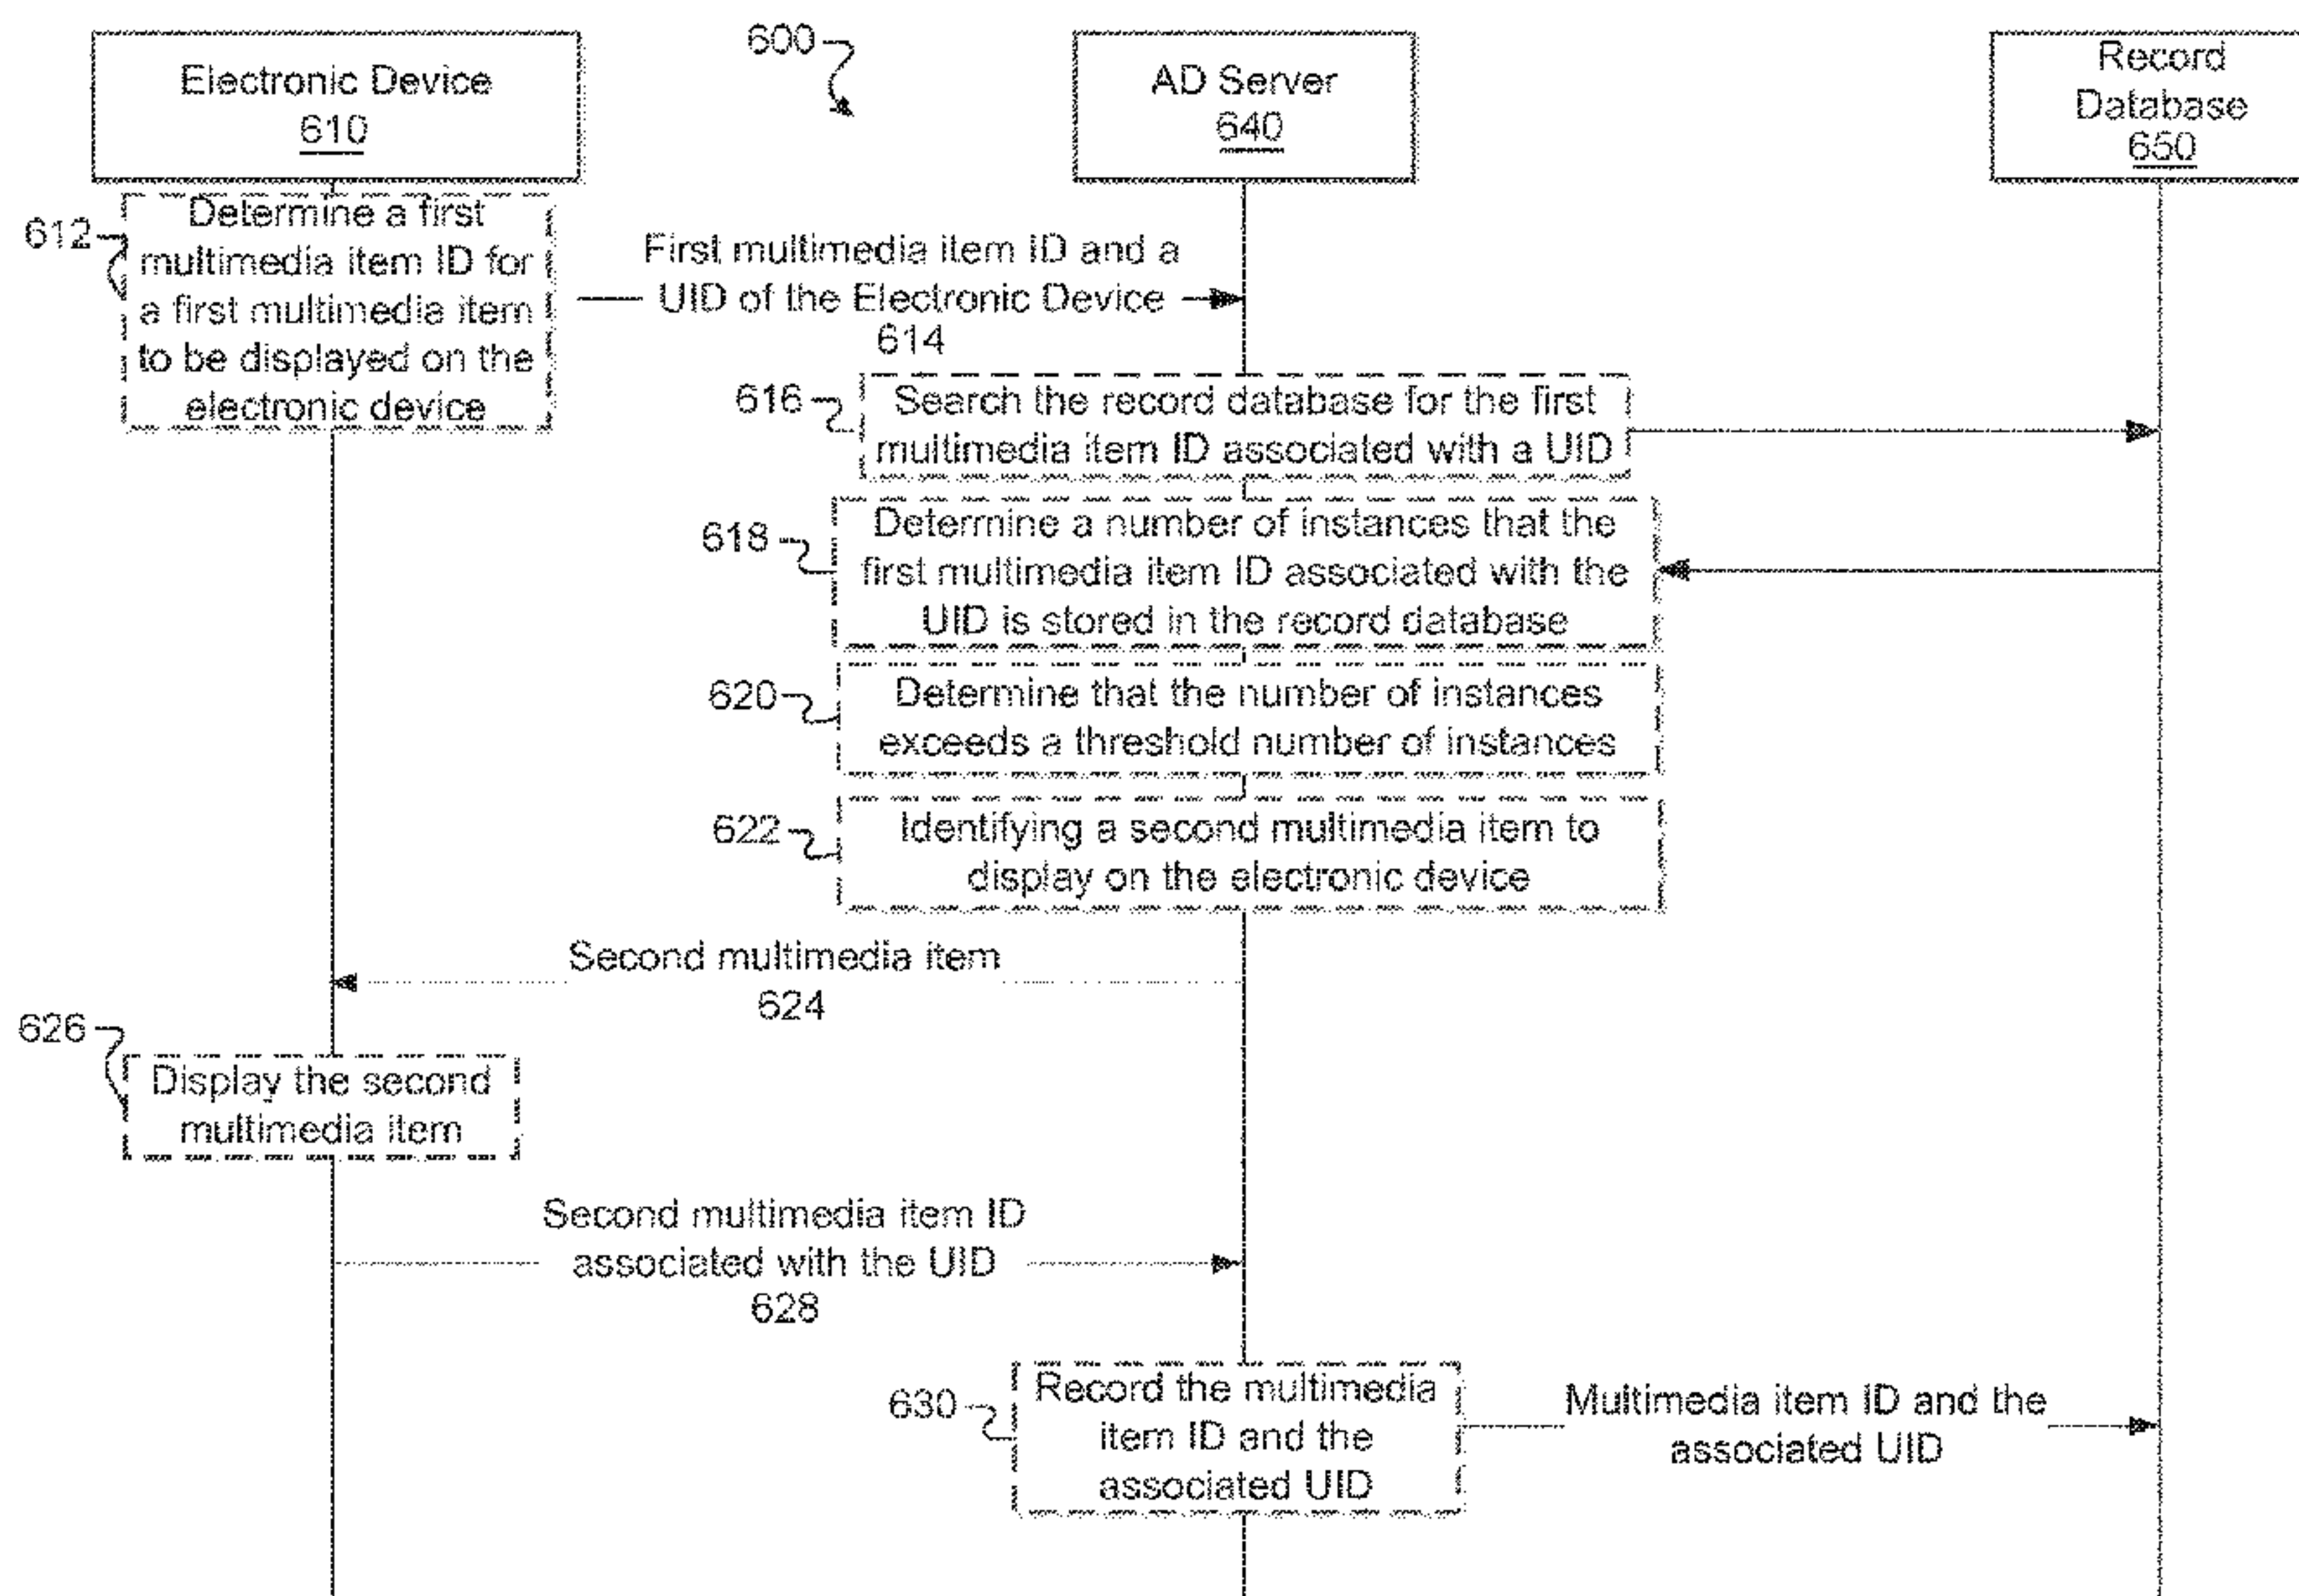 600
Electronic Device
610
AD Server
640
Record
Database
650
612
Determine a first
multimedia item ID for
a first multimedia item
to be displayed on the
electronic device
First multimedia item ID and a
UID of the Electronic Device
614
616
Search the record database for the first
multimedia item ID associated with a UID
618
Determine a number of instances that the
first multimedia item ID associated with the
UID is stored in the record database
620
Determine that the number of instances
exceeds a threshold number of instances
622
Identifying a second multimedia item to
display on the electronic device
Second multimedia item
624
626
Display the second
multimedia item
Second multimedia item ID
associated with the UID
628
630
Record the multimedia
item ID and the
associated UID
Multimedia item ID and the
associated UID